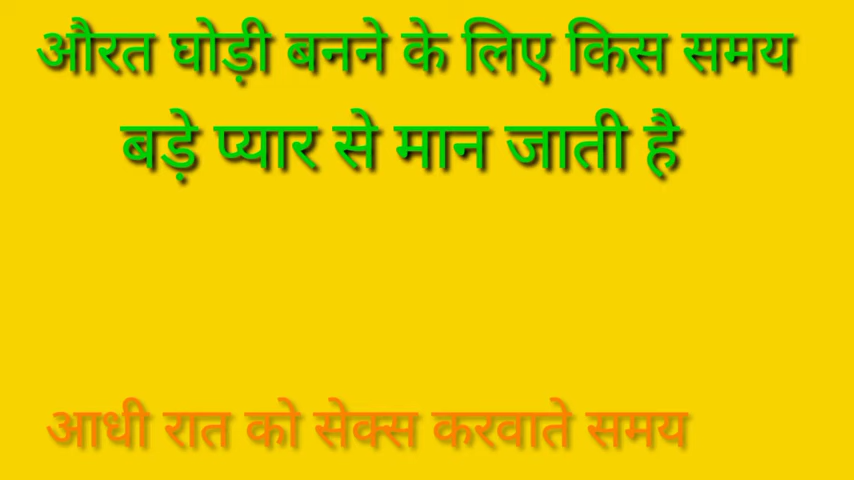 औरत घोड़ी बनने के लिए किस समय
बड़े प्यार से मान जाती है
आधी रात को सेक्स करवाते समय